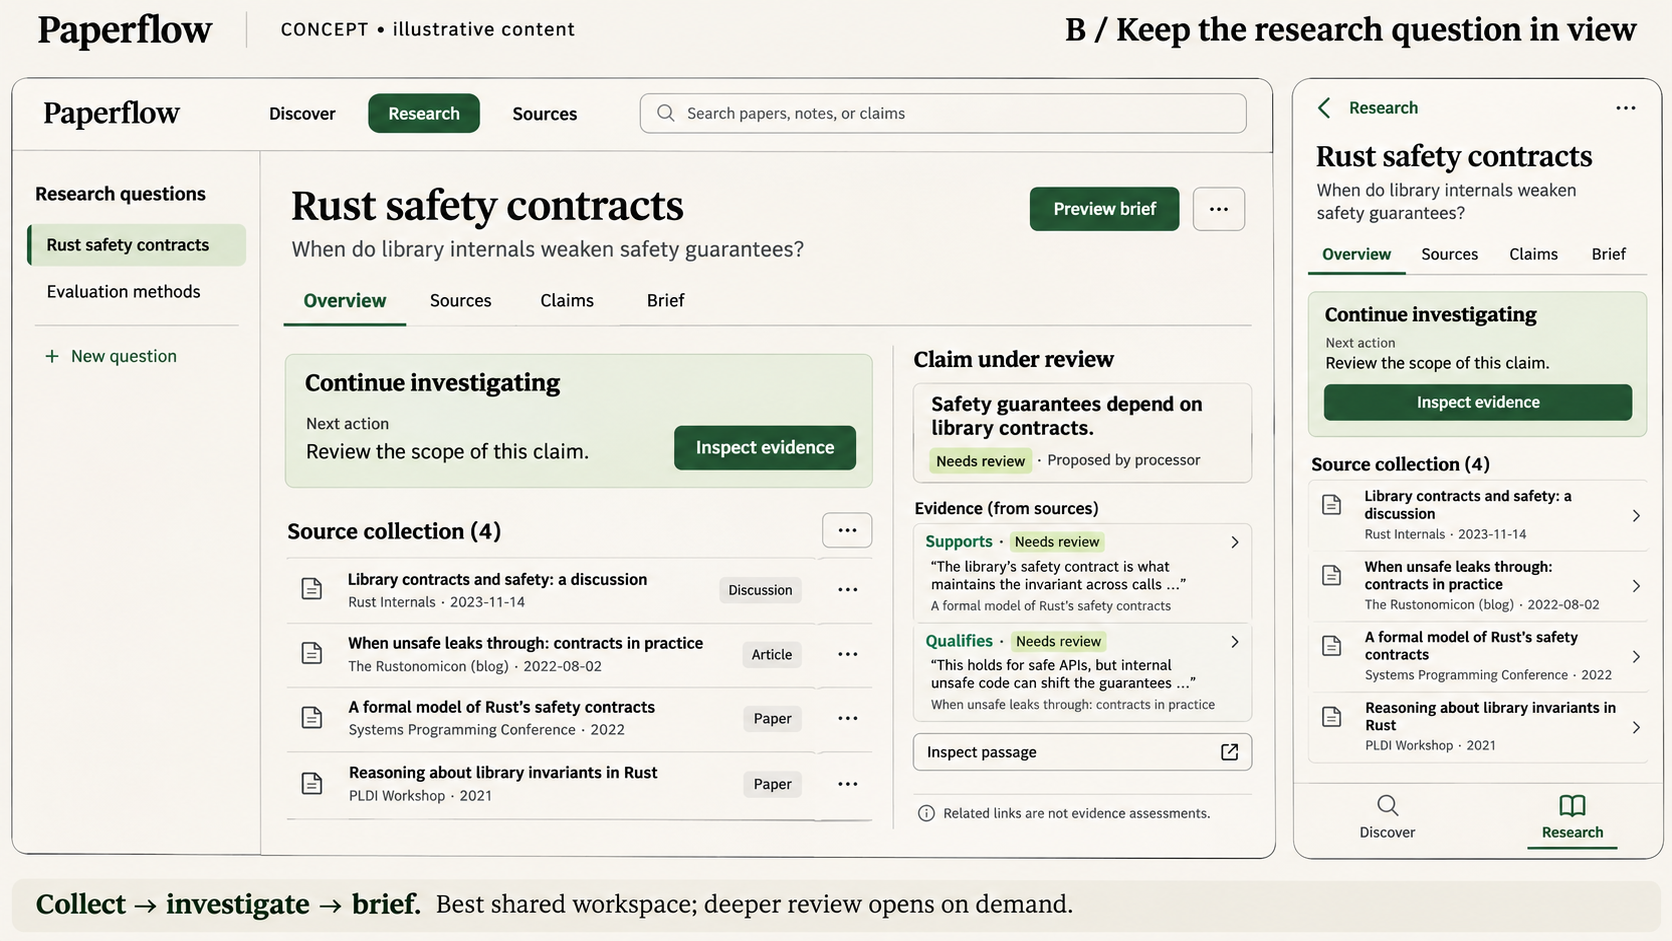 Paperflow
CONCEPT • illustrative content
B / Keep the research question in view
Paperflow
Discover
Research
Sources
Search papers, notes, or claims
Research questions
Rust safety contracts
Evaluation methods
+ New question
Rust safety contracts
When do library internals weaken safety guarantees?
Preview brief
...
Overview
Sources
Claims
Brief
Continue investigating
Next action
Review the scope of this claim.
Inspect evidence
Source collection (4)
...
Library contracts and safety: a discussion
Rust Internals · 2023-11-14
Discussion
...
When unsafe leaks through: contracts in practice
The Rustonomicon (blog) · 2022-08-02
Article
...
A formal model of Rust’s safety contracts
Systems Programming Conference · 2022
Paper
...
Reasoning about library invariants in Rust
PLDI Workshop · 2021
Paper
...
Claim under review
Safety guarantees depend on
library contracts.
Needs review · Proposed by processor
Evidence (from sources)
Supports · Needs review
“The library’s safety contract is what
maintains the invariant across calls ...”
A formal model of Rust’s safety contracts
Qualifies · Needs review
“This holds for safe APIs, but internal
unsafe code can shift the guarantees ...”
When unsafe leaks through: contracts in practice
Inspect passage
Related links are not evidence assessments.
Research
...
Rust safety contracts
When do library internals weaken
safety guarantees?
Overview
Sources
Claims
Brief
Continue investigating
Next action
Review the scope of this claim.
Inspect evidence
Source collection (4)
Library contracts and safety: a
discussion
Rust Internals · 2023-11-14
When unsafe leaks through:
contracts in practice
The Rustonomicon (blog) · 2022-08-02
A formal model of Rust’s safety
contracts
Systems Programming Conference · 2022
Reasoning about library invariants in
Rust
PLDI Workshop · 2021
Discover
Research
Collect → investigate → brief. Best shared workspace; deeper review opens on demand.